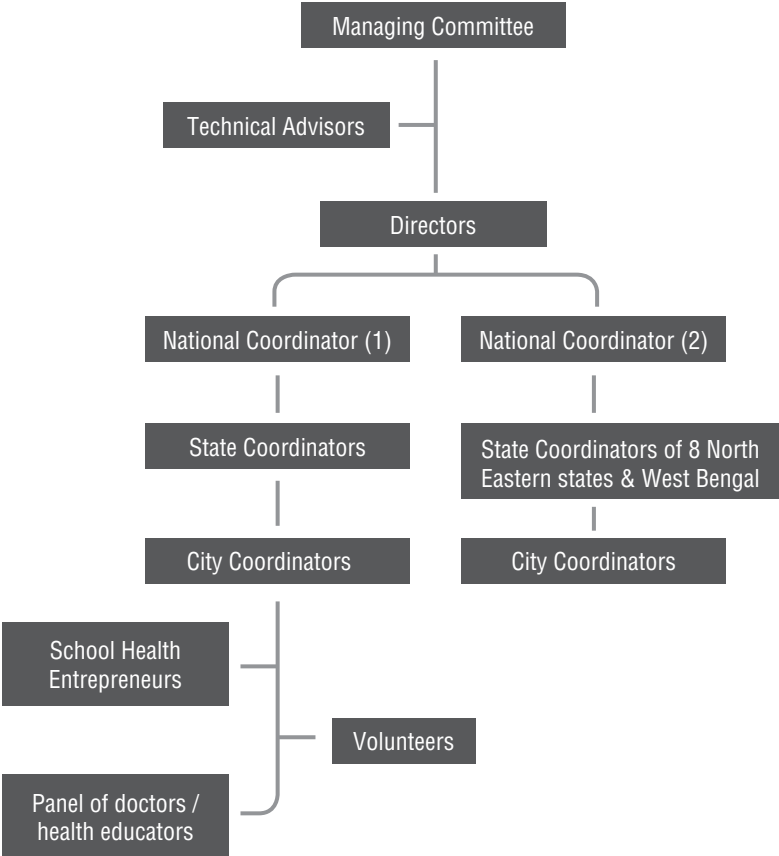 Managing Committee
Technical Advisors
Directors
National Coordinator (1)
National Coordinator (2)
State Coordinators
State Coordinators of 8 North
Eastern states & West Bengal
City Coordinators
City Coordinators
School Health
Entrepreneurs
Volunteers
Panel of doctors /
health educators